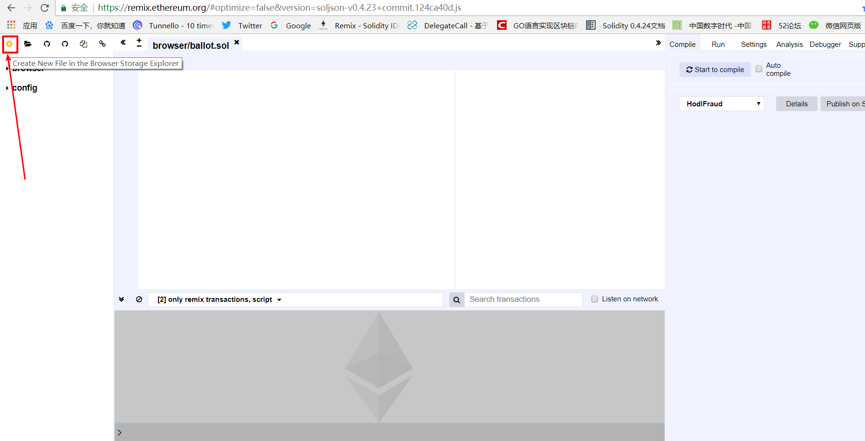 安全 https://remix.ethereum.org/#optimize=false&version=soljson-v0.4.23+commit.124ca40d.js
应用 百度一下，你就知道 Tunnello - 10 time Twitter Google Remix - Solidity ID DelegateCall - 基于 GO语言实现区块链 Solidity 0.4.24文档 中国数字时代 -中国 52论坛 微信网页版
browser/ballot.sol
Compile Run Settings Analysis Debugger Supp
Create New File in the Browser Storage Explorer
browser
Start to compile Auto compile
config
HodlFraud Details Publish on S
[2] only remix transactions, script Search transactions Listen on network
>